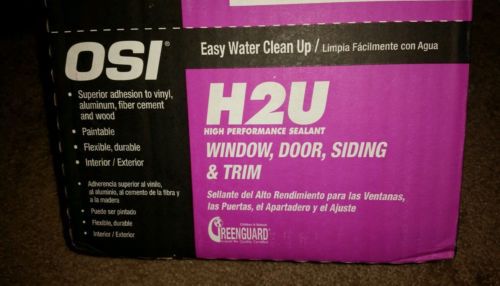 OSI®
• Superior adhesion to vinyl,
aluminum, fiber cement
and wood
• Paintable
• Flexible, durable
• Interior / Exterior
• Adherencia superior al vinilo,
al aluminio, al cemento de la fibra y
a la madera
• Puede ser pintado
• Flexible, durable
• Interior / Exterior
Easy Water Clean Up / Limpia Fácilmente con Agua
H2U
HIGH PERFORMANCE SEALANT
WINDOW, DOOR, SIDING
& TRIM
Sellante del Alto Rendimiento para las Ventanas,
las Puertas, el Apartadero y el Ajuste
GREENGUARD